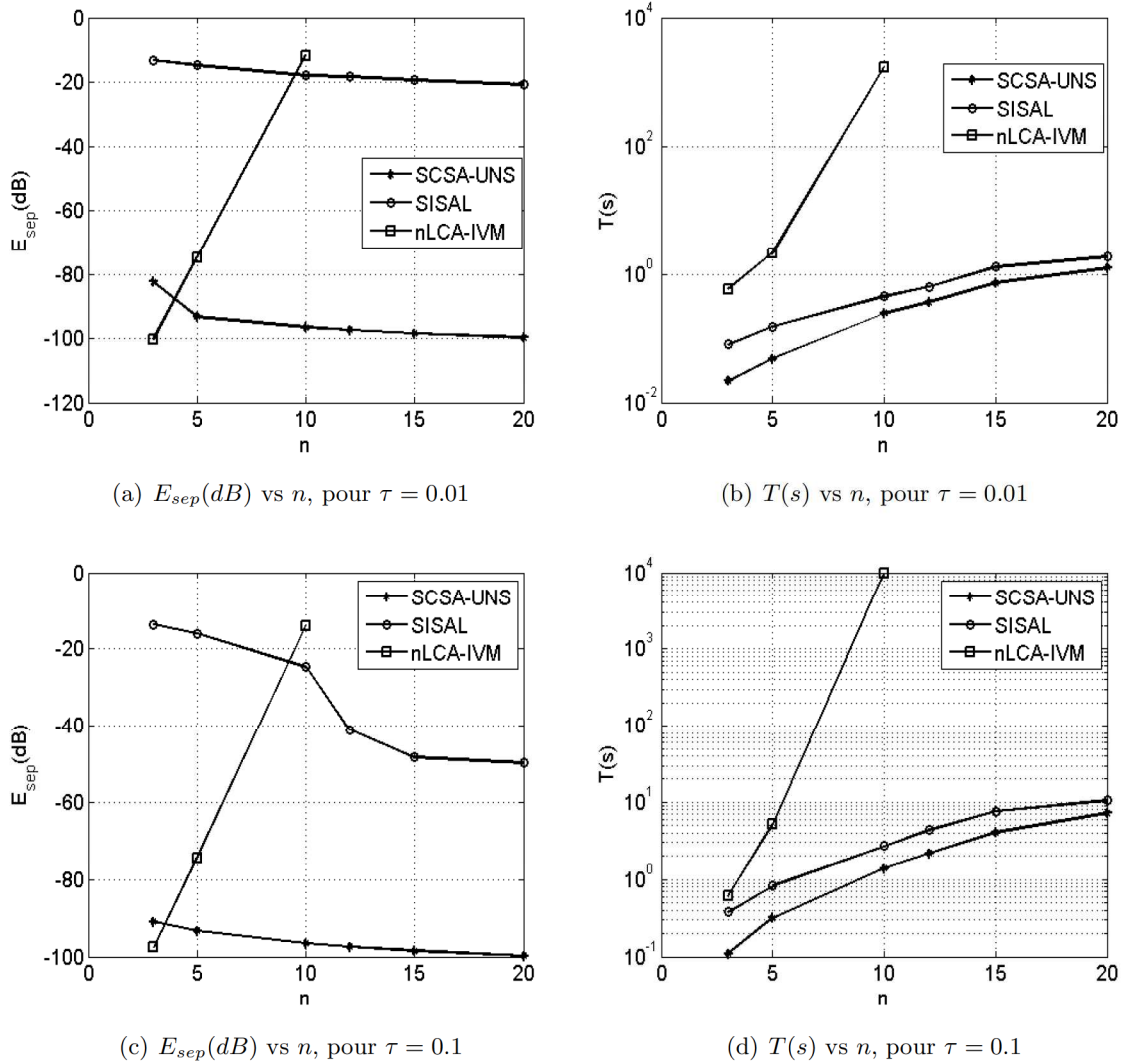 0
-20
-40
-60
-80
-100
-120
E_sep(dB)
0 5 10 15 20
n
SCSA-UNS
SISAL
nLCA-IVM
(a) E_sep(dB) vs n, pour τ = 0.01
10^4
10^2
10^0
10^-2
T(s)
0 5 10 15 20
n
SCSA-UNS
SISAL
nLCA-IVM
(b) T(s) vs n, pour τ = 0.01
0
-20
-40
-60
-80
-100
E_sep(dB)
0 5 10 15 20
n
SCSA-UNS
SISAL
nLCA-IVM
(c) E_sep(dB) vs n, pour τ = 0.1
10^4
10^3
10^2
10^1
10^0
10^-1
T(s)
0 5 10 15 20
n
SCSA-UNS
SISAL
nLCA-IVM
(d) T(s) vs n, pour τ = 0.1